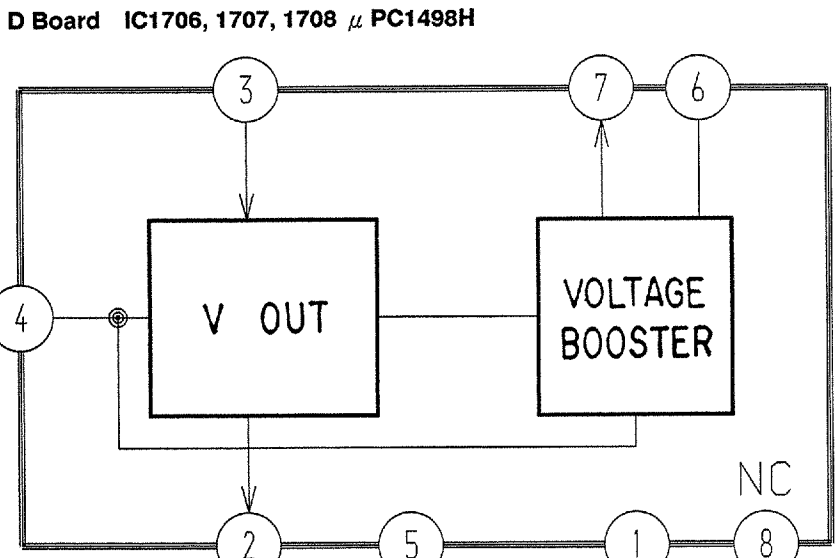 D Board IC1706, 1707, 1708 μ PC1498H
3
7
6
4
V OUT
VOLTAGE
BOOSTER
NC
2
5
1
8